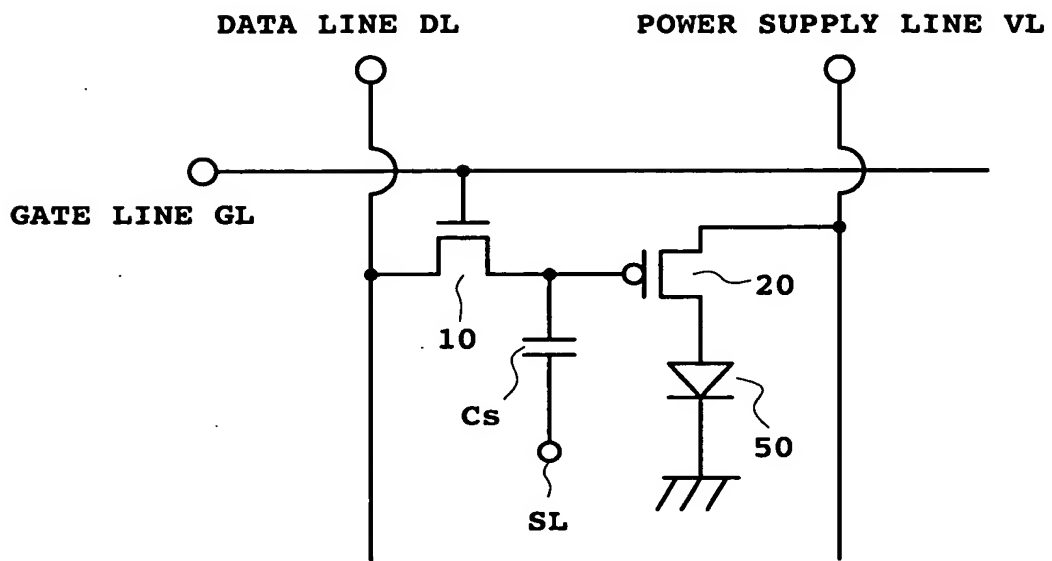 DATA LINE DL
POWER SUPPLY LINE VL
GATE LINE GL
10
20
Cs
50
SL